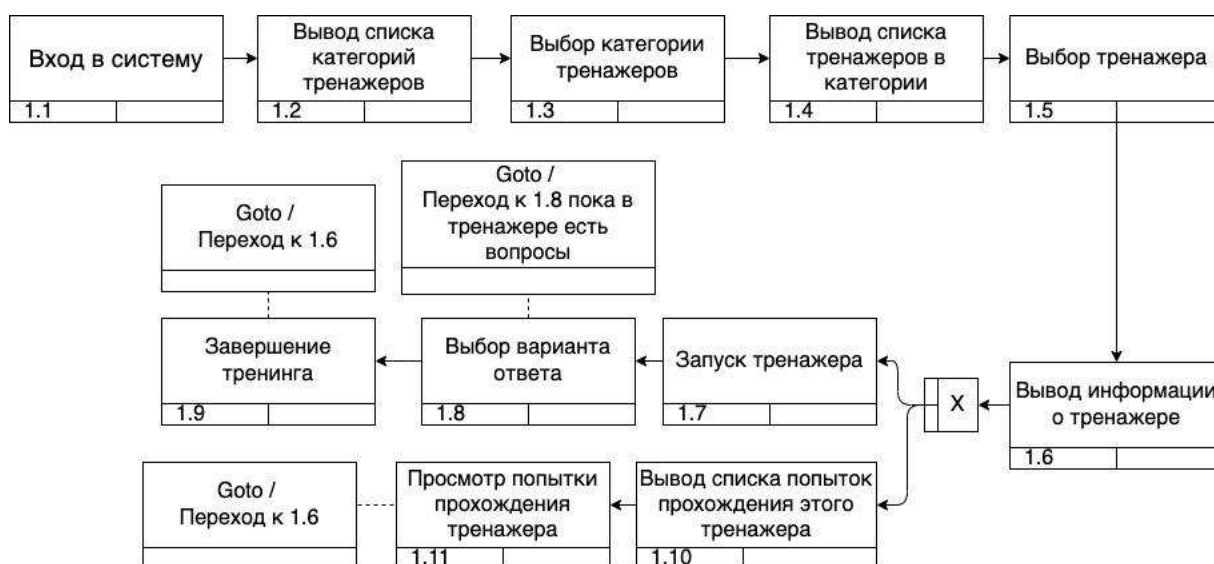 Вход в систему
1.1
Вывод списка
категорий
тренажеров
1.2
Выбор категории
тренажеров
1.3
Вывод списка
тренажеров в
категории
1.4
Выбор тренажера
1.5
Goto /
Переход к 1.6
Goto /
Переход к 1.8 пока в
тренажере есть
вопросы
Завершение
тренинга
1.9
Выбор варианта
ответа
1.8
Запуск тренажера
1.7
X
Вывод информации
о тренажере
1.6
Goto /
Переход к 1.6
Просмотр попытки
прохождения
тренажера
1.11
Вывод списка попыток
прохождения этого
тренажера
1.10